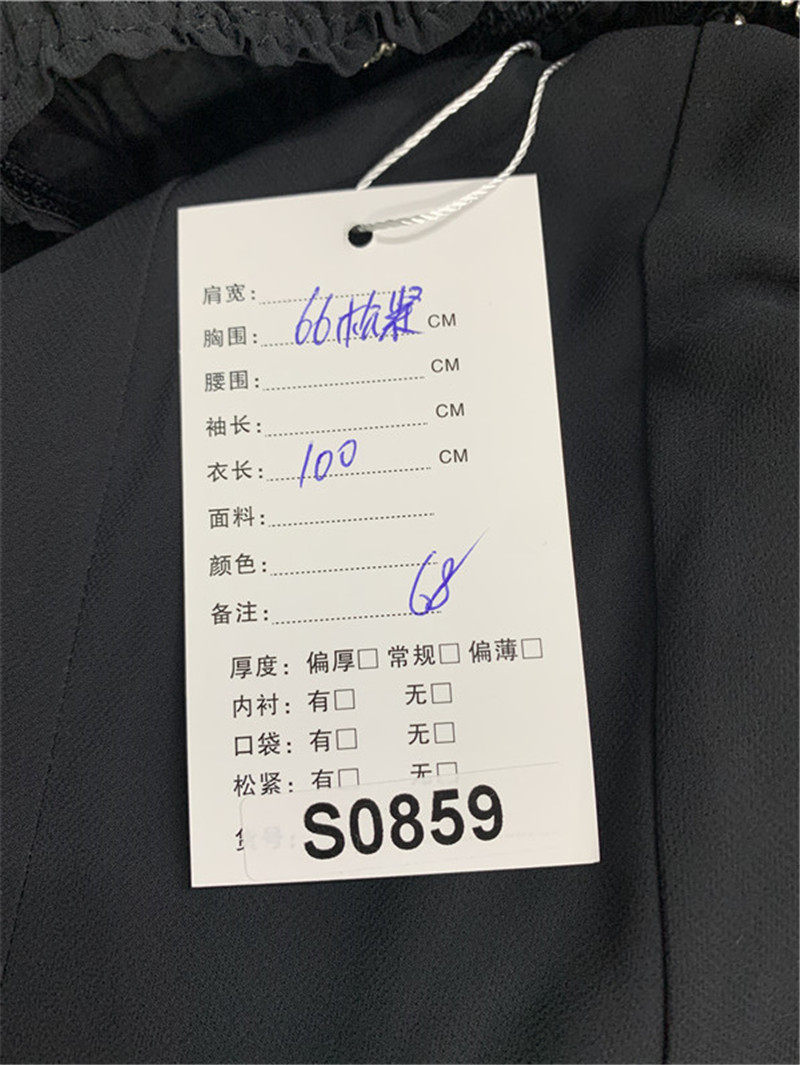 肩宽:
胸围: 66松紧 CM
腰围: CM
袖长: CM
衣长: 100 CM
面料:
颜色:
备注: 68
厚度: 偏厚□ 常规□ 偏薄□
内衬: 有□ 无□
口袋: 有□ 无□
松紧: 有□ 无□
货号: S0859